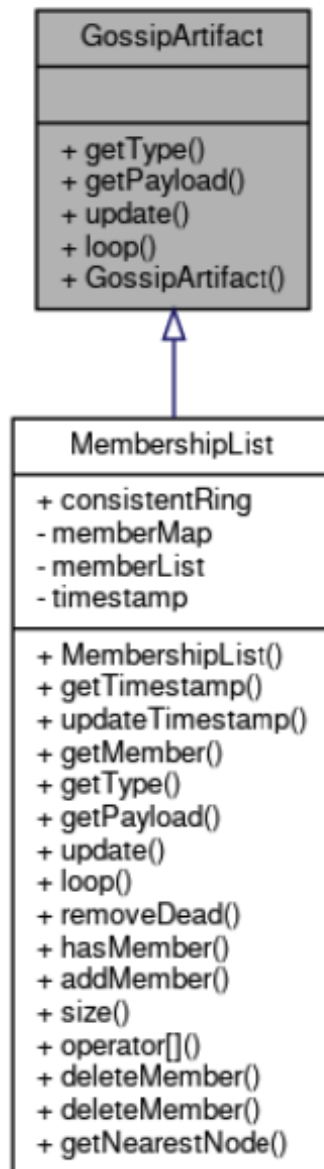 GossipArtifact
+ getType()
+ getPayload()
+ update()
+ loop()
+ GossipArtifact()
MembershipList
+ consistentRing
- memberMap
- memberList
- timestamp
+ MembershipList()
+ getTimestamp()
+ updateTimestamp()
+ getMember()
+ getType()
+ getPayload()
+ update()
+ loop()
+ removeDead()
+ hasMember()
+ addMember()
+ size()
+ operator[]()
+ deleteMember()
+ deleteMember()
+ getNearestNode()